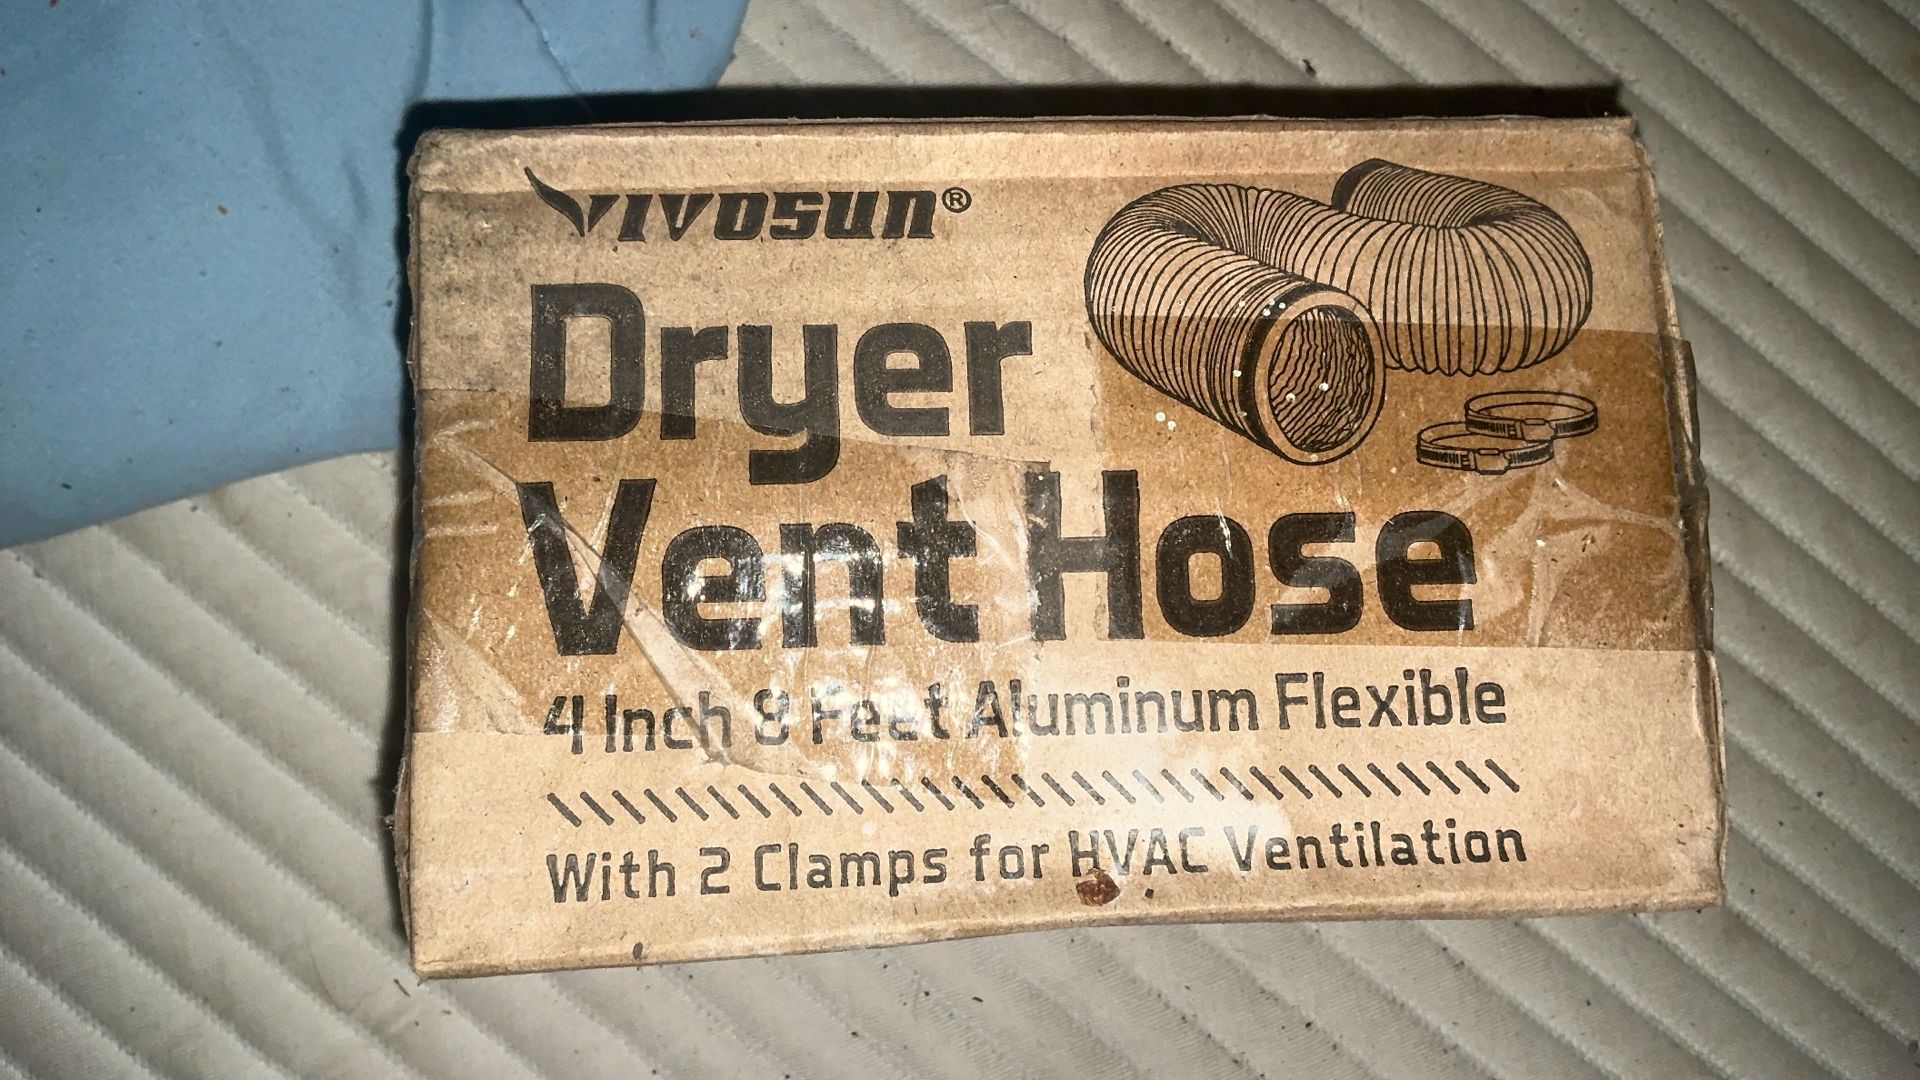 VIVOSUN®
Dryer
Vent Hose
4 Inch 8 Feet Aluminum Flexible
With 2 Clamps for HVAC Ventilation